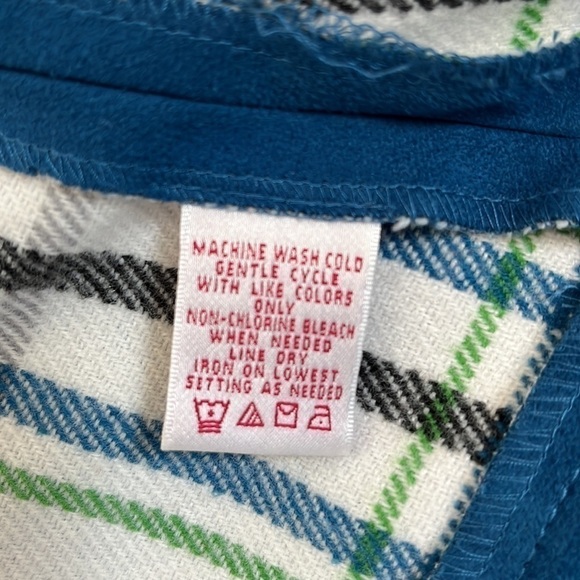 MACHINE WASH COLD
GENTLE CYCLE
WITH LIKE COLORS
ONLY
NON-CHLORINE BLEACH
WHEN NEEDED
LINE DRY
IRON ON LOWEST
SETTING AS NEEDED